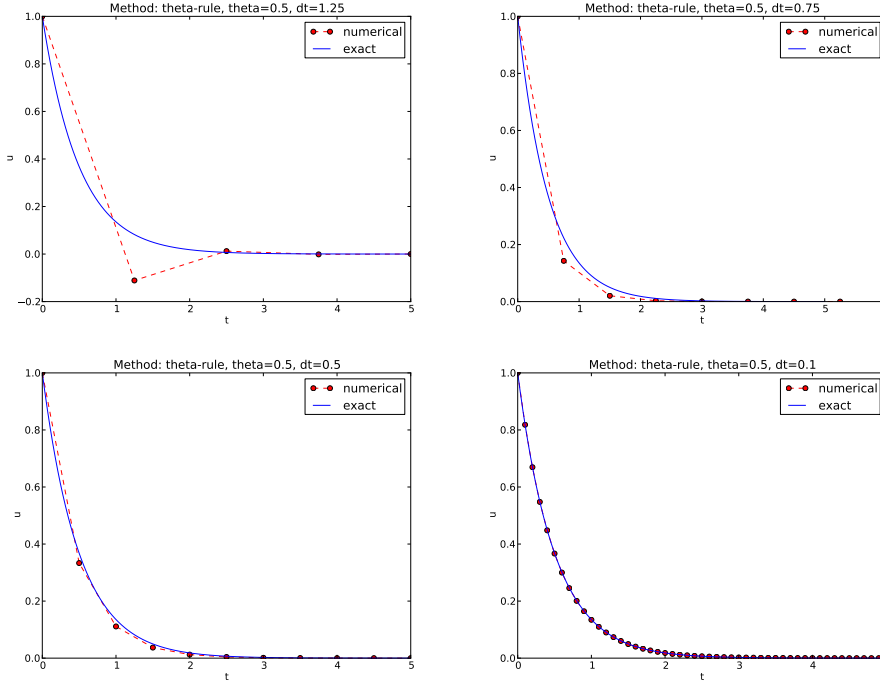 Method: theta-rule, theta=0.5, dt=1.25
numerical
exact
1.0
0.8
0.6
0.4
0.2
0.0
−0.2
u
0 1 2 3 4 5
t
Method: theta-rule, theta=0.5, dt=0.75
numerical
exact
1.0
0.8
0.6
0.4
0.2
0.0
u
0 1 2 3 4 5
t
Method: theta-rule, theta=0.5, dt=0.5
numerical
exact
1.0
0.8
0.6
0.4
0.2
0.0
u
0 1 2 3 4 5
t
Method: theta-rule, theta=0.5, dt=0.1
numerical
exact
1.0
0.8
0.6
0.4
0.2
0.0
u
0 1 2 3 4
t